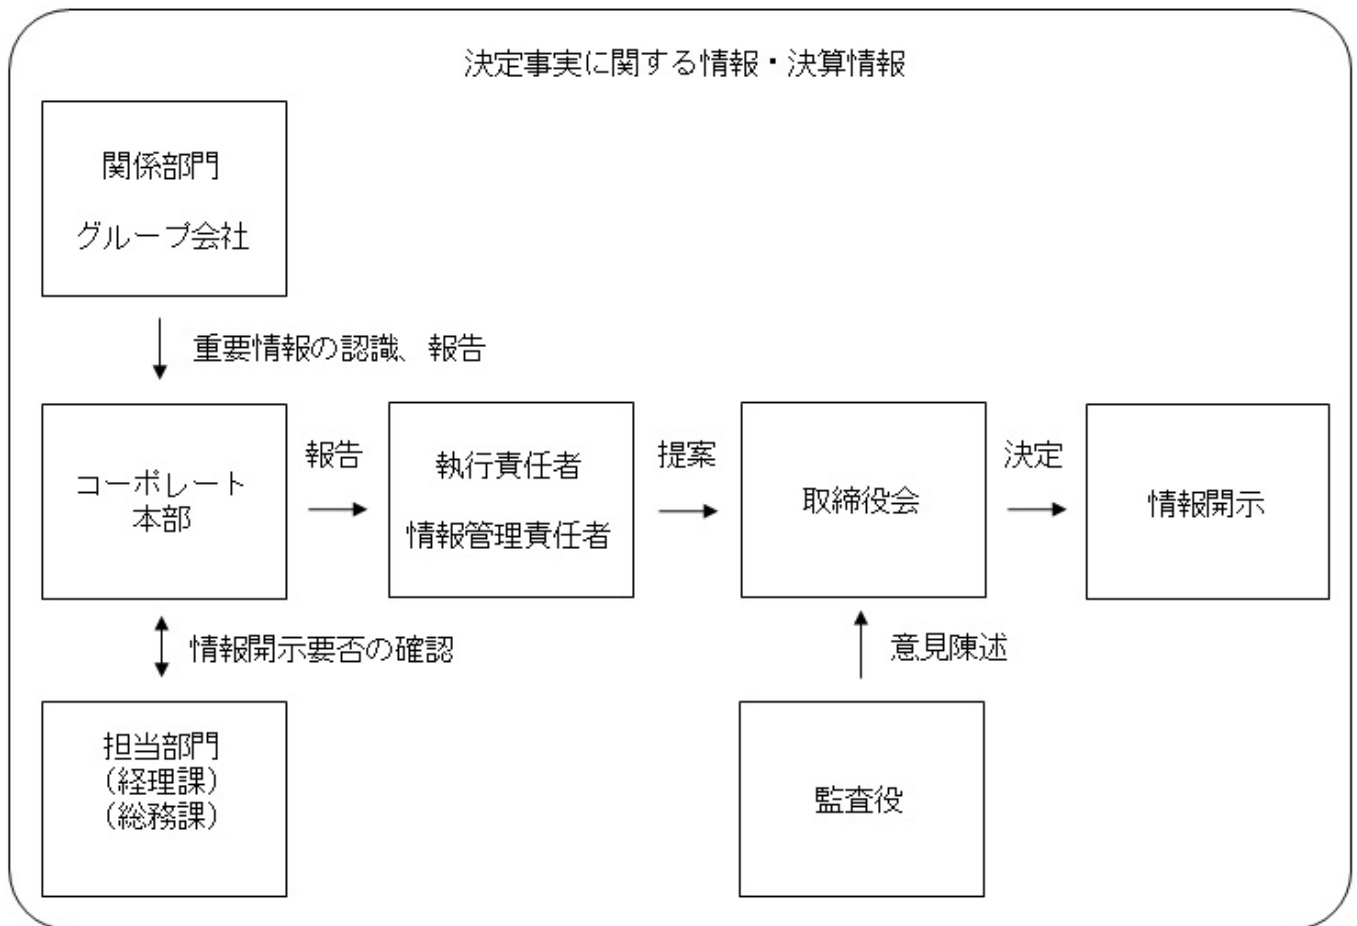 決定事実に関する情報・決算情報
関係部門
グループ会社
重要情報の認識、報告
コーポレート
本部
報告
執行責任者
情報管理責任者
提案
取締役会
決定
情報開示
情報開示要否の確認
意見陳述
担当部門
(経理課)
(総務課)
監査役